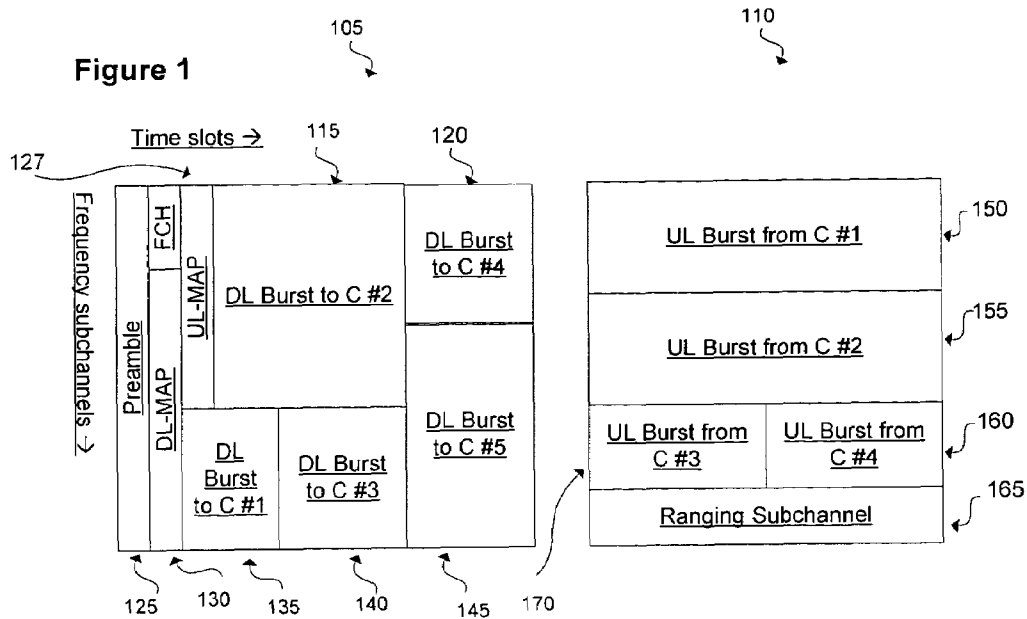 110
105
Figure 1
Time slots →
115
120
127
Frequency subchannels →
Preamble
FCH
DL-MAP
UL-MAP
DL Burst to C #2
DL Burst
to C #4
DL
Burst
to C #1
DL Burst
to C #3
DL Burst
to C #5
UL Burst from C #1
150
UL Burst from C #2
155
UL Burst from
C #3
UL Burst from
C #4
160
Ranging Subchannel
165
125
130
135
140
145
170